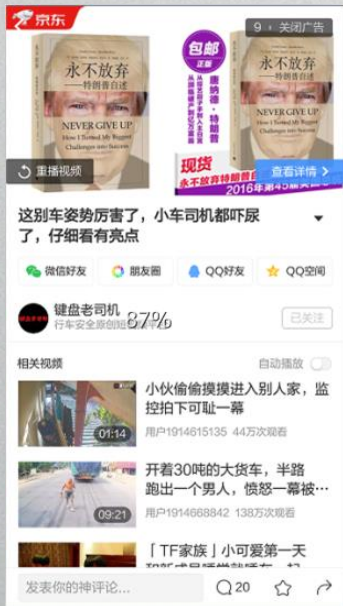 京东
9
关闭广告
永不放弃
——特朗普自述
NEVER GIVE UP
How I Turned My Biggest
Challenges into Success
包邮
正版
唐纳德·特朗普
现货
永不放弃特朗普自
2016年第45届美
永不放弃
——特朗普自述
NEVER GIVE UP
How I Turned My Biggest
Challenges into Success
重播视频
查看详情
这别车姿势厉害了，小车司机都吓尿
了，仔细看有亮点
微信好友
朋友圈
QQ好友
QQ空间
键盘老司机
已关注
87%
行车安全原创短
相关视频
自动播放
01:14
小伙偷偷摸摸进入别人家，监
控拍下可耻一幕
用户1914615135 44万次观看
09:21
开着30吨的大货车，半路
跑出一个男人，愤怒一幕被…
用户1914668842 138万次观看
「TF家族」小可爱第一天
发表你的神评论...
20